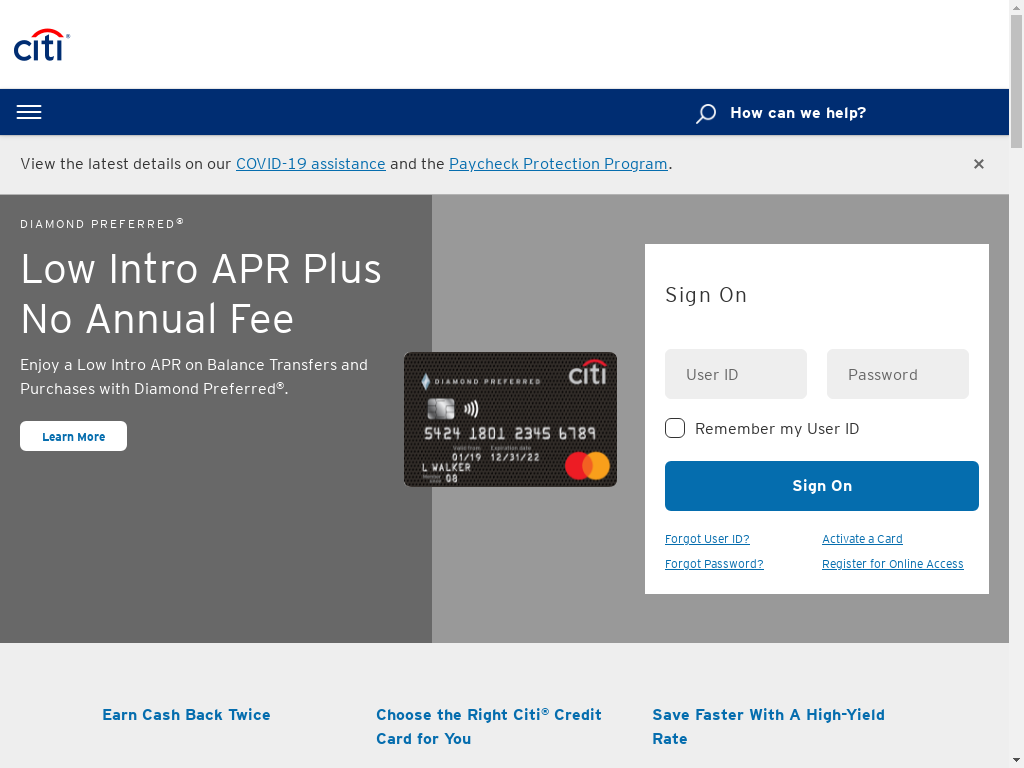 citi®
How can we help?
View the latest details on our COVID-19 assistance and the Paycheck Protection Program.
×
DIAMOND PREFERRED®
Low Intro APR Plus
No Annual Fee
Enjoy a Low Intro APR on Balance Transfers and
Purchases with Diamond Preferred®.
Learn More
DIAMOND PREFERRED
citi
5424 1801 2345 6789
Valid from Expiration date
01/19 12/31/22
L WALKER
Member
since 08
Sign On
User ID Password
Remember my User ID
Sign On
Forgot User ID? Activate a Card
Forgot Password? Register for Online Access
Earn Cash Back Twice
Choose the Right Citi® Credit
Card for You
Save Faster With A High-Yield
Rate